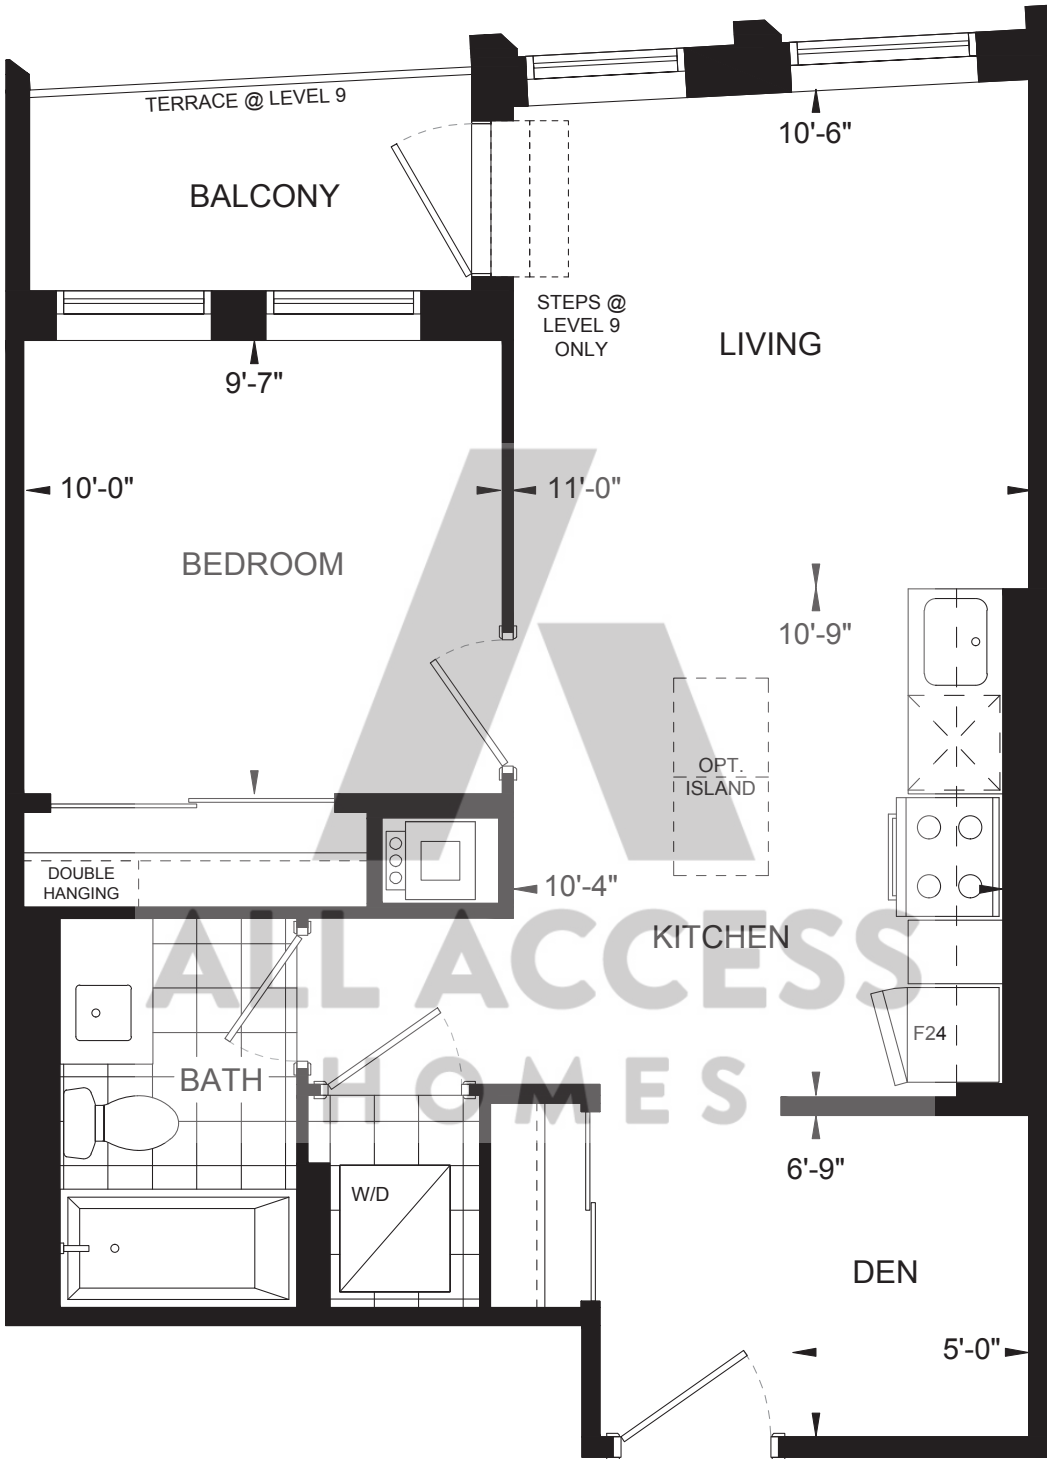 TERRACE @ LEVEL 9
10'-6"
BALCONY
STEPS @
LEVEL 9
ONLY
LIVING
9'-7"
10'-0"
11'-0"
BEDROOM
10'-9"
OPT.
ISLAND
DOUBLE
HANGING
10'-4"
KITCHEN
ALL ACCESS
HOMES
F24
BATH
6'-9"
W/D
DEN
5'-0"